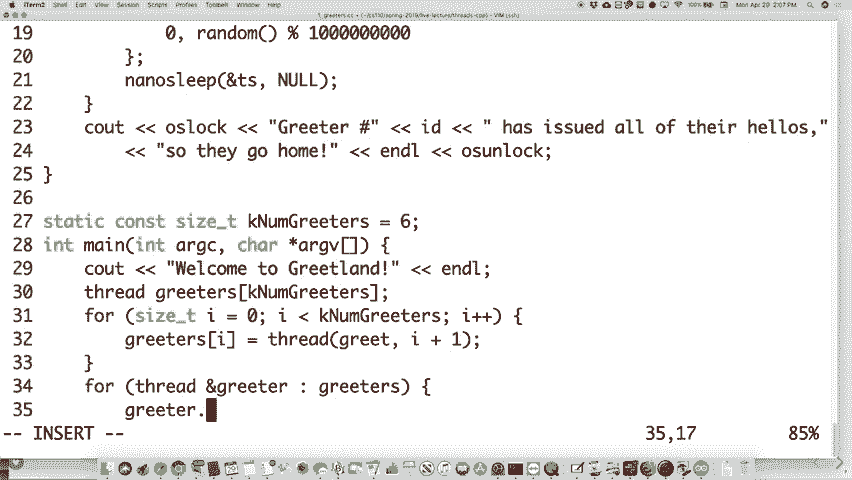 iTerm2 Shell Edit View Session Scripts Profiles Toolbelt Window Help 100% Mon Apr 29 2:07 PM
1_greeters.cc + (~/cs110/spring-2019/live-lecture/threads-cpp) - VIM (ssh)
19 0, random() % 1000000000
20 };
21 nanosleep(&ts, NULL);
22 }
23 cout << oslock << "Greeter #" << id << " has issued all of their hellos,"
24 << "so they go home!" << endl << osunlock;
25 }
26
27 static const size_t kNumGreeters = 6;
28 int main(int argc, char *argv[]) {
29 cout << "Welcome to Greetland!" << endl;
30 thread greeters[kNumGreeters];
31 for (size_t i = 0; i < kNumGreeters; i++) {
32 greeters[i] = thread(greet, i + 1);
33 }
34 for (thread &greeter : greeters) {
35 greeter.
-- INSERT -- 35,17 85%